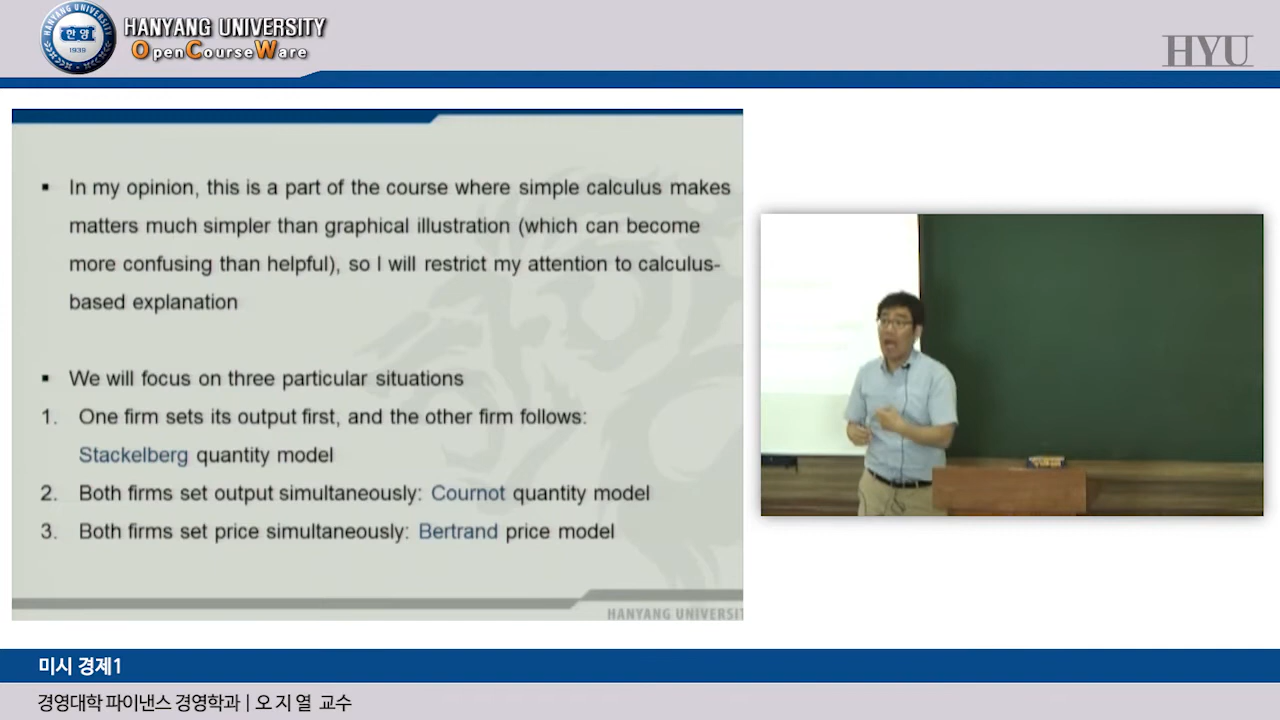 HANYANG UNIVERSITY
OpenCourseWare
한양
1939
HYU
▪ In my opinion, this is a part of the course where simple calculus makes
matters much simpler than graphical illustration (which can become
more confusing than helpful), so I will restrict my attention to calculus-
based explanation
▪ We will focus on three particular situations
1. One firm sets its output first, and the other firm follows:
Stackelberg quantity model
2. Both firms set output simultaneously: Cournot quantity model
3. Both firms set price simultaneously: Bertrand price model
HANYANG UNIVERSIT
미시 경제1
경영대학 파이낸스 경영학과 | 오 지 열 교수